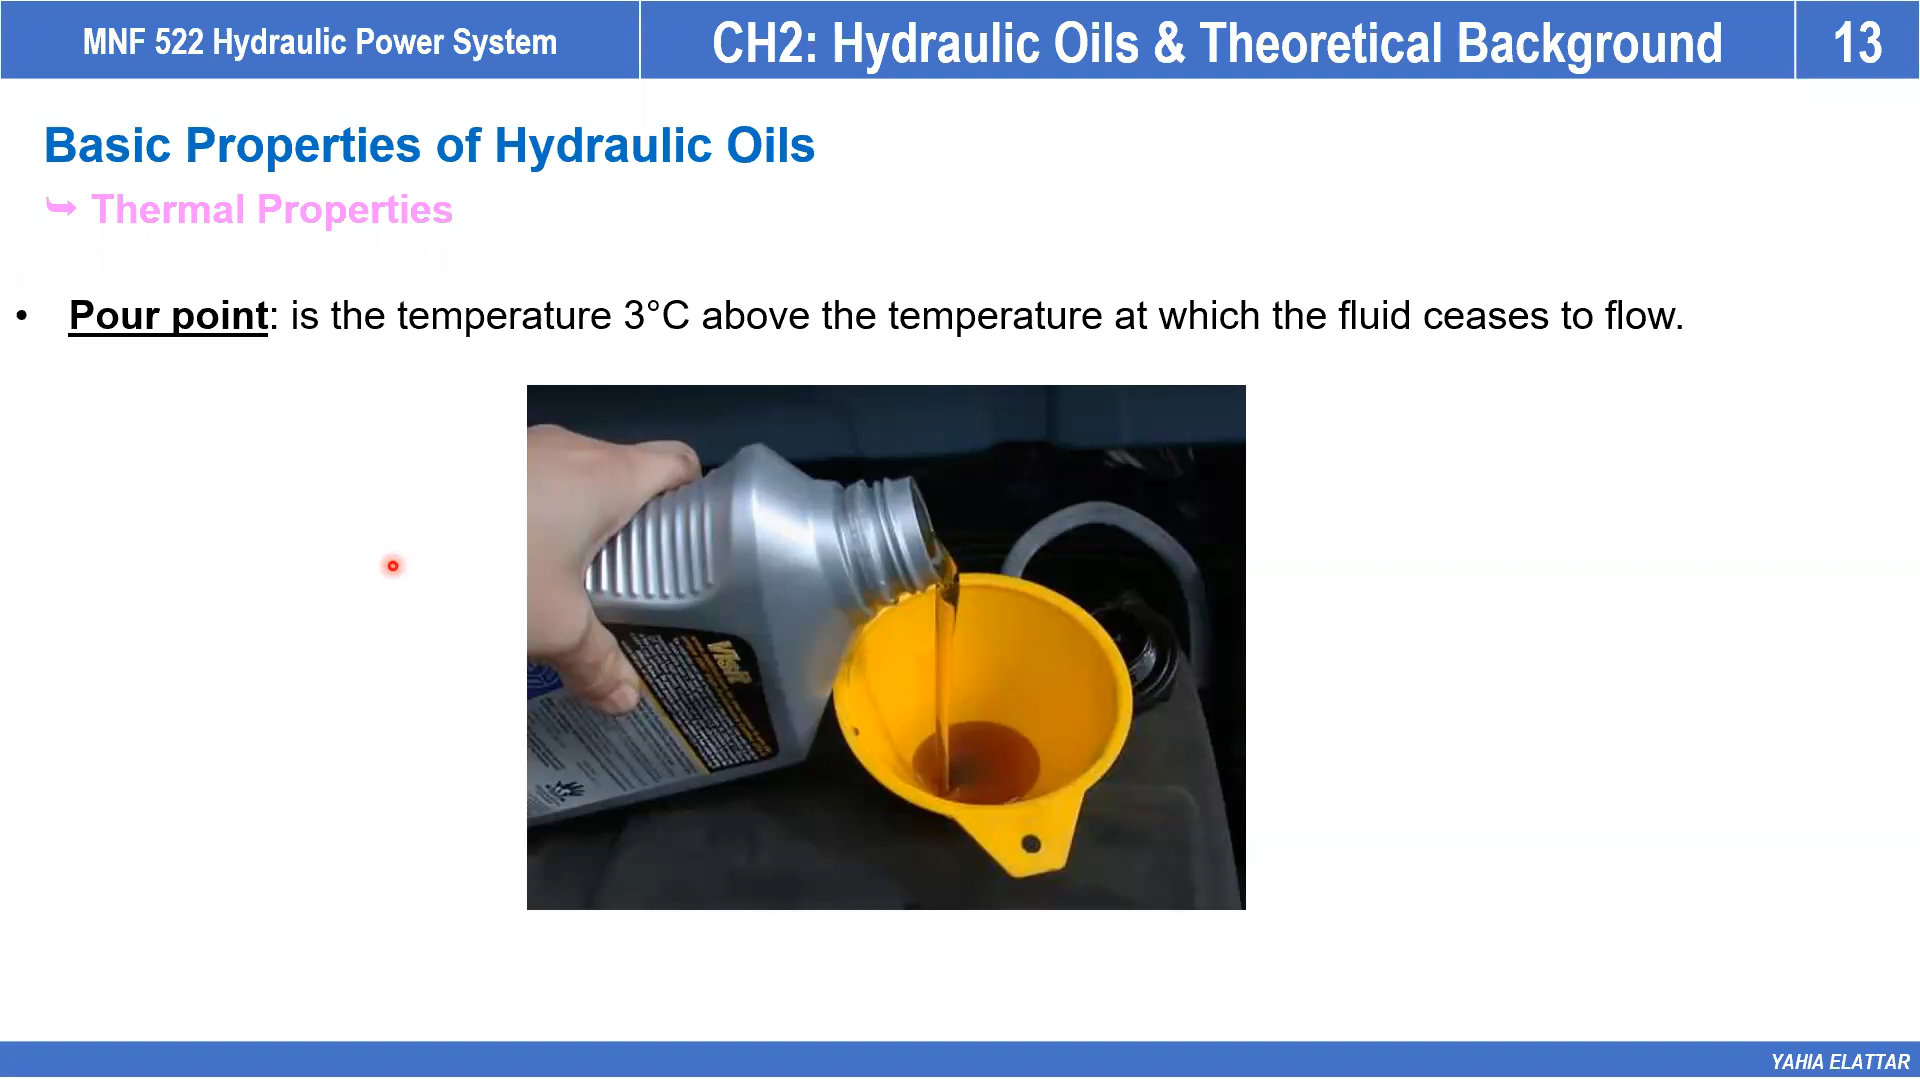 MNF 522 Hydraulic Power System
CH2: Hydraulic Oils & Theoretical Background
13
Basic Properties of Hydraulic Oils
⮩ Thermal Properties
• Pour point: is the temperature 3°C above the temperature at which the fluid ceases to flow.
YAHIA ELATTAR